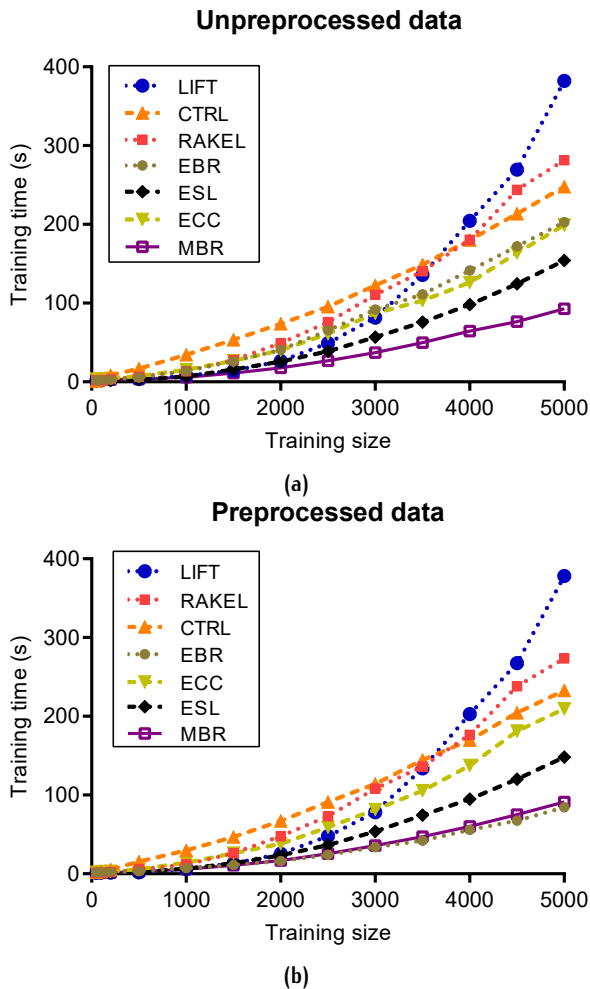 Unpreprocessed data
400
300
200
100
0
Training time (s)
LIFT
CTRL
RAKEL
EBR
ESL
ECC
MBR
0 1000 2000 3000 4000 5000
Training size
(a)
Preprocessed data
400
300
200
100
0
Training time (s)
LIFT
RAKEL
CTRL
EBR
ECC
ESL
MBR
0 1000 2000 3000 4000 5000
Training size
(b)